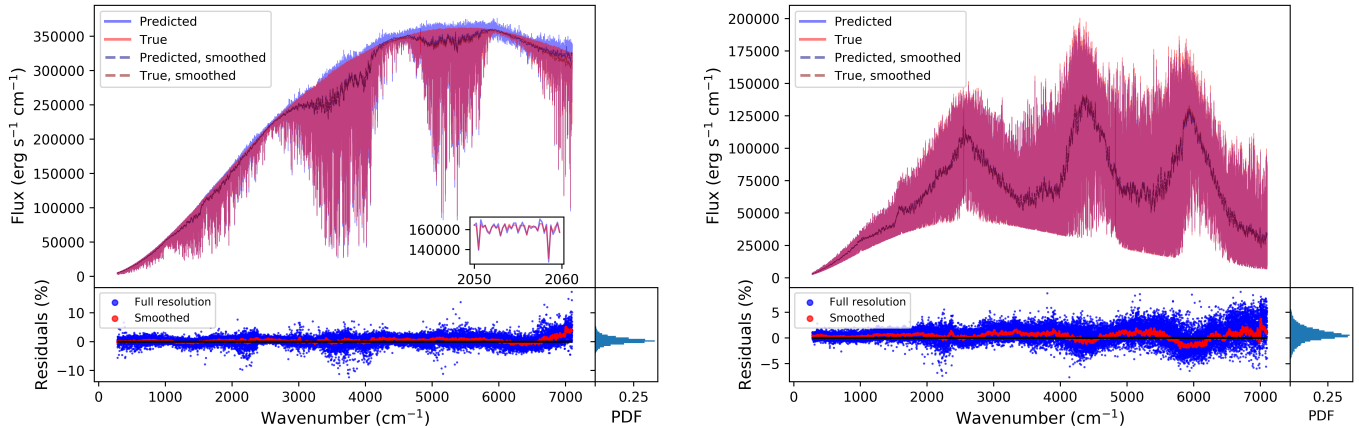 Predicted
True
Predicted, smoothed
True, smoothed
Flux (erg s⁻¹ cm⁻¹)
350000
300000
250000
200000
150000
100000
50000
0
160000
140000
2050
2060
Residuals (%)
10
0
−10
Full resolution
Smoothed
0 1000 2000 3000 4000 5000 6000 7000
Wavenumber (cm⁻¹)
0.25
PDF
Predicted
True
Predicted, smoothed
True, smoothed
Flux (erg s⁻¹ cm⁻¹)
200000
175000
150000
125000
100000
75000
50000
25000
0
Residuals (%)
5
0
−5
Full resolution
Smoothed
0 1000 2000 3000 4000 5000 6000 7000
Wavenumber (cm⁻¹)
0.25
PDF